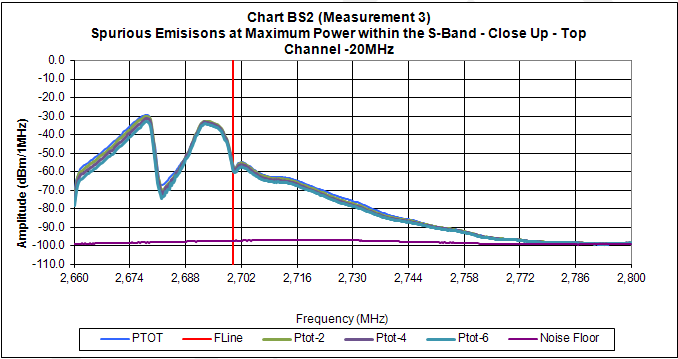 Chart BS2 (Measurement 3)
Spurious Emisisons at Maximum Power within the S-Band - Close Up - Top
Channel -20MHz
Amplitude (dBm/1MHz)
0.0
-10.0
-20.0
-30.0
-40.0
-50.0
-60.0
-70.0
-80.0
-90.0
-100.0
-110.0
2,660 2,674 2,688 2,702 2,716 2,730 2,744 2,758 2,772 2,786 2,800
Frequency (MHz)
PTOT FLine Ptot-2 Ptot-4 Ptot-6 Noise Floor